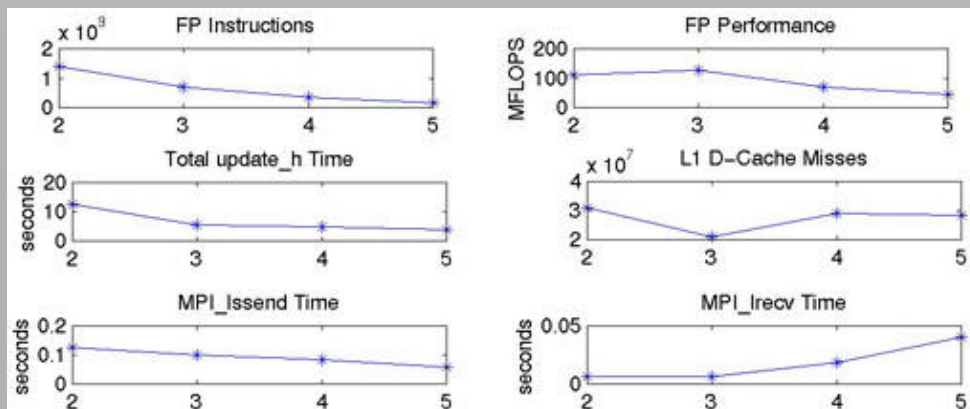 FP Instructions
x 10^9
2
1
0
2 3 4 5
FP Performance
MFLOPS
200
100
0
2 3 4 5
Total update_h Time
seconds
20
10
0
2 3 4 5
L1 D-Cache Misses
x 10^7
4
3
2
2 3 4 5
MPI_Issend Time
seconds
0.2
0.1
0
2 3 4 5
MPI_Irecv Time
seconds
0.05
0
2 3 4 5